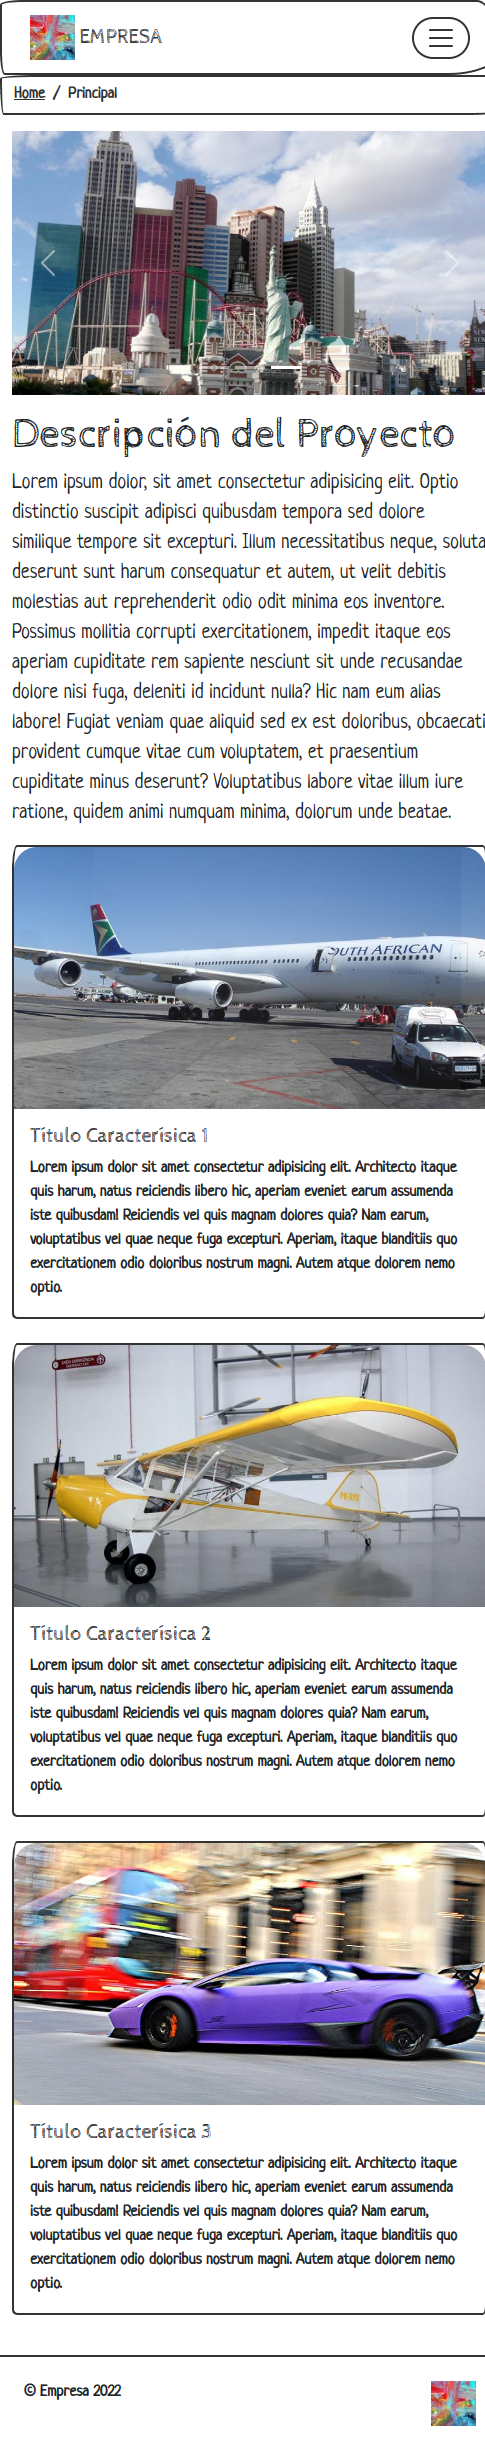 EMPRESA
Home / Principal
Descripción del Proyecto
Lorem ipsum dolor, sit amet consectetur adipisicing elit. Optio
distinctio suscipit adipisci quibusdam tempora sed dolore
similique tempore sit excepturi. Illum necessitatibus neque, soluta
deserunt sunt harum consequatur et autem, ut velit debitis
molestias aut reprehenderit odio odit minima eos inventore.
Possimus mollitia corrupti exercitationem, impedit itaque eos
aperiam cupiditate rem sapiente nesciunt sit unde recusandae
dolore nisi fuga, deleniti id incidunt nulla? Hic nam eum alias
labore! Fugiat veniam quae aliquid sed ex est doloribus, obcaecati
provident cumque vitae cum voluptatem, et praesentium
cupiditate minus deserunt? Voluptatibus labore vitae illum iure
ratione, quidem animi numquam minima, dolorum unde beatae.
SOUTH AFRICAN
Título Caracterísica 1
Lorem ipsum dolor sit amet consectetur adipisicing elit. Architecto itaque
quis harum, natus reiciendis libero hic, aperiam eveniet earum assumenda
iste quibusdam! Reiciendis vel quis magnam dolores quia? Nam earum,
voluptatibus vel quae neque fuga excepturi. Aperiam, itaque blanditiis quo
exercitationem odio doloribus nostrum magni. Autem atque dolorem nemo
optio.
Título Caracterísica 2
Lorem ipsum dolor sit amet consectetur adipisicing elit. Architecto itaque
quis harum, natus reiciendis libero hic, aperiam eveniet earum assumenda
iste quibusdam! Reiciendis vel quis magnam dolores quia? Nam earum,
voluptatibus vel quae neque fuga excepturi. Aperiam, itaque blanditiis quo
exercitationem odio doloribus nostrum magni. Autem atque dolorem nemo
optio.
Título Caracterísica 3
Lorem ipsum dolor sit amet consectetur adipisicing elit. Architecto itaque
quis harum, natus reiciendis libero hic, aperiam eveniet earum assumenda
iste quibusdam! Reiciendis vel quis magnam dolores quia? Nam earum,
voluptatibus vel quae neque fuga excepturi. Aperiam, itaque blanditiis quo
exercitationem odio doloribus nostrum magni. Autem atque dolorem nemo
optio.
© Empresa 2022